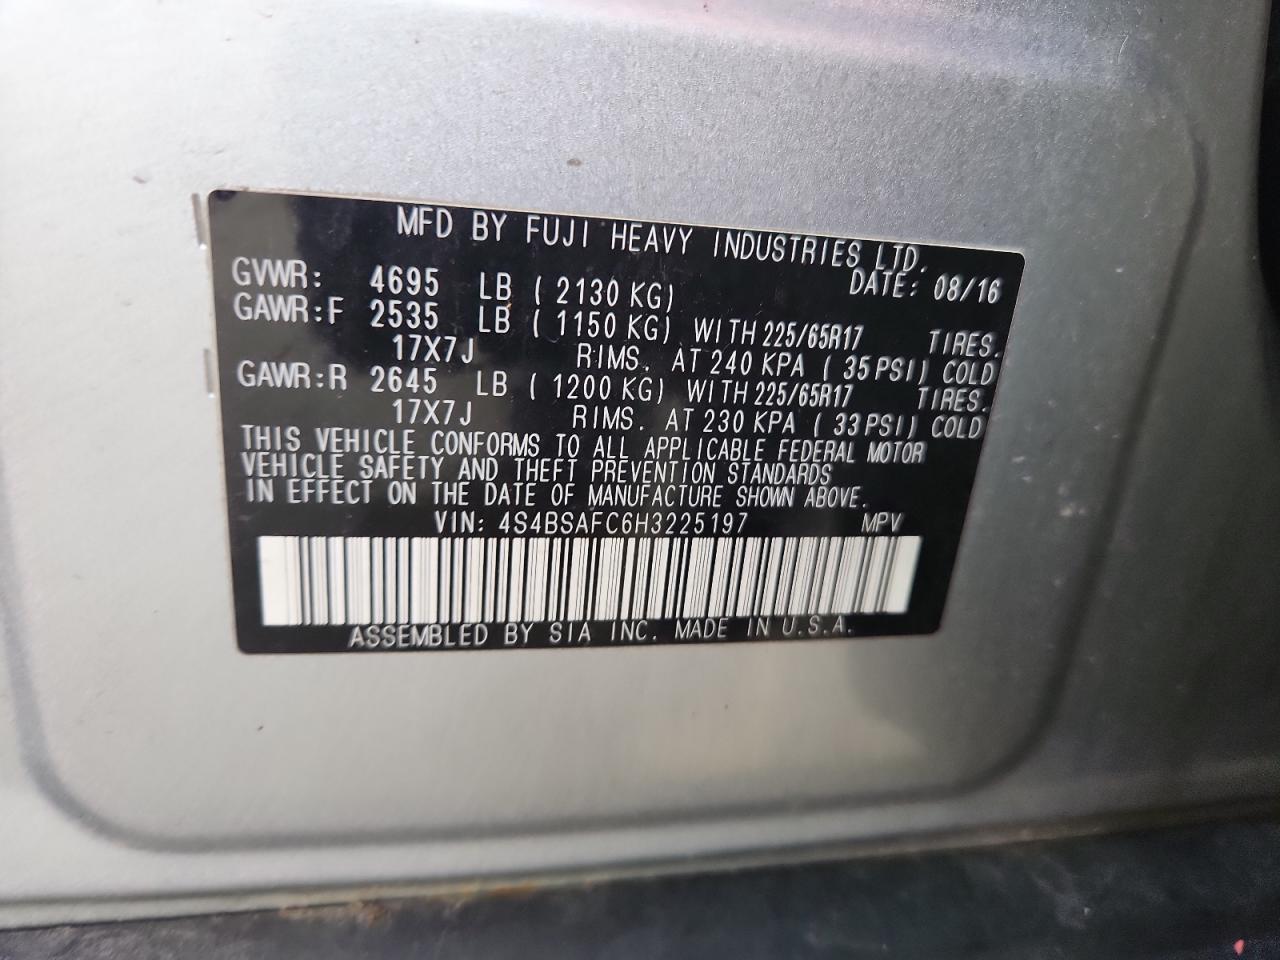 MFD BY FUJI HEAVY INDUSTRIES LTD.
DATE: 08/16
GVWR: 4695 LB ( 2130 KG)
GAWR:F 2535 LB ( 1150 KG) WITH 225/65R17 TIRES.
17X7J RIMS. AT 240 KPA ( 35 PSI) COLD
GAWR:R 2645 LB ( 1200 KG) WITH 225/65R17 TIRES.
17X7J RIMS. AT 230 KPA ( 33 PSI) COLD
THIS VEHICLE CONFORMS TO ALL APPLICABLE FEDERAL MOTOR
VEHICLE SAFETY AND THEFT PREVENTION STANDARDS
IN EFFECT ON THE DATE OF MANUFACTURE SHOWN ABOVE.
VIN: 4S4BSAFC6H3225197 MPV
ASSEMBLED BY SIA INC. MADE IN U.S.A.